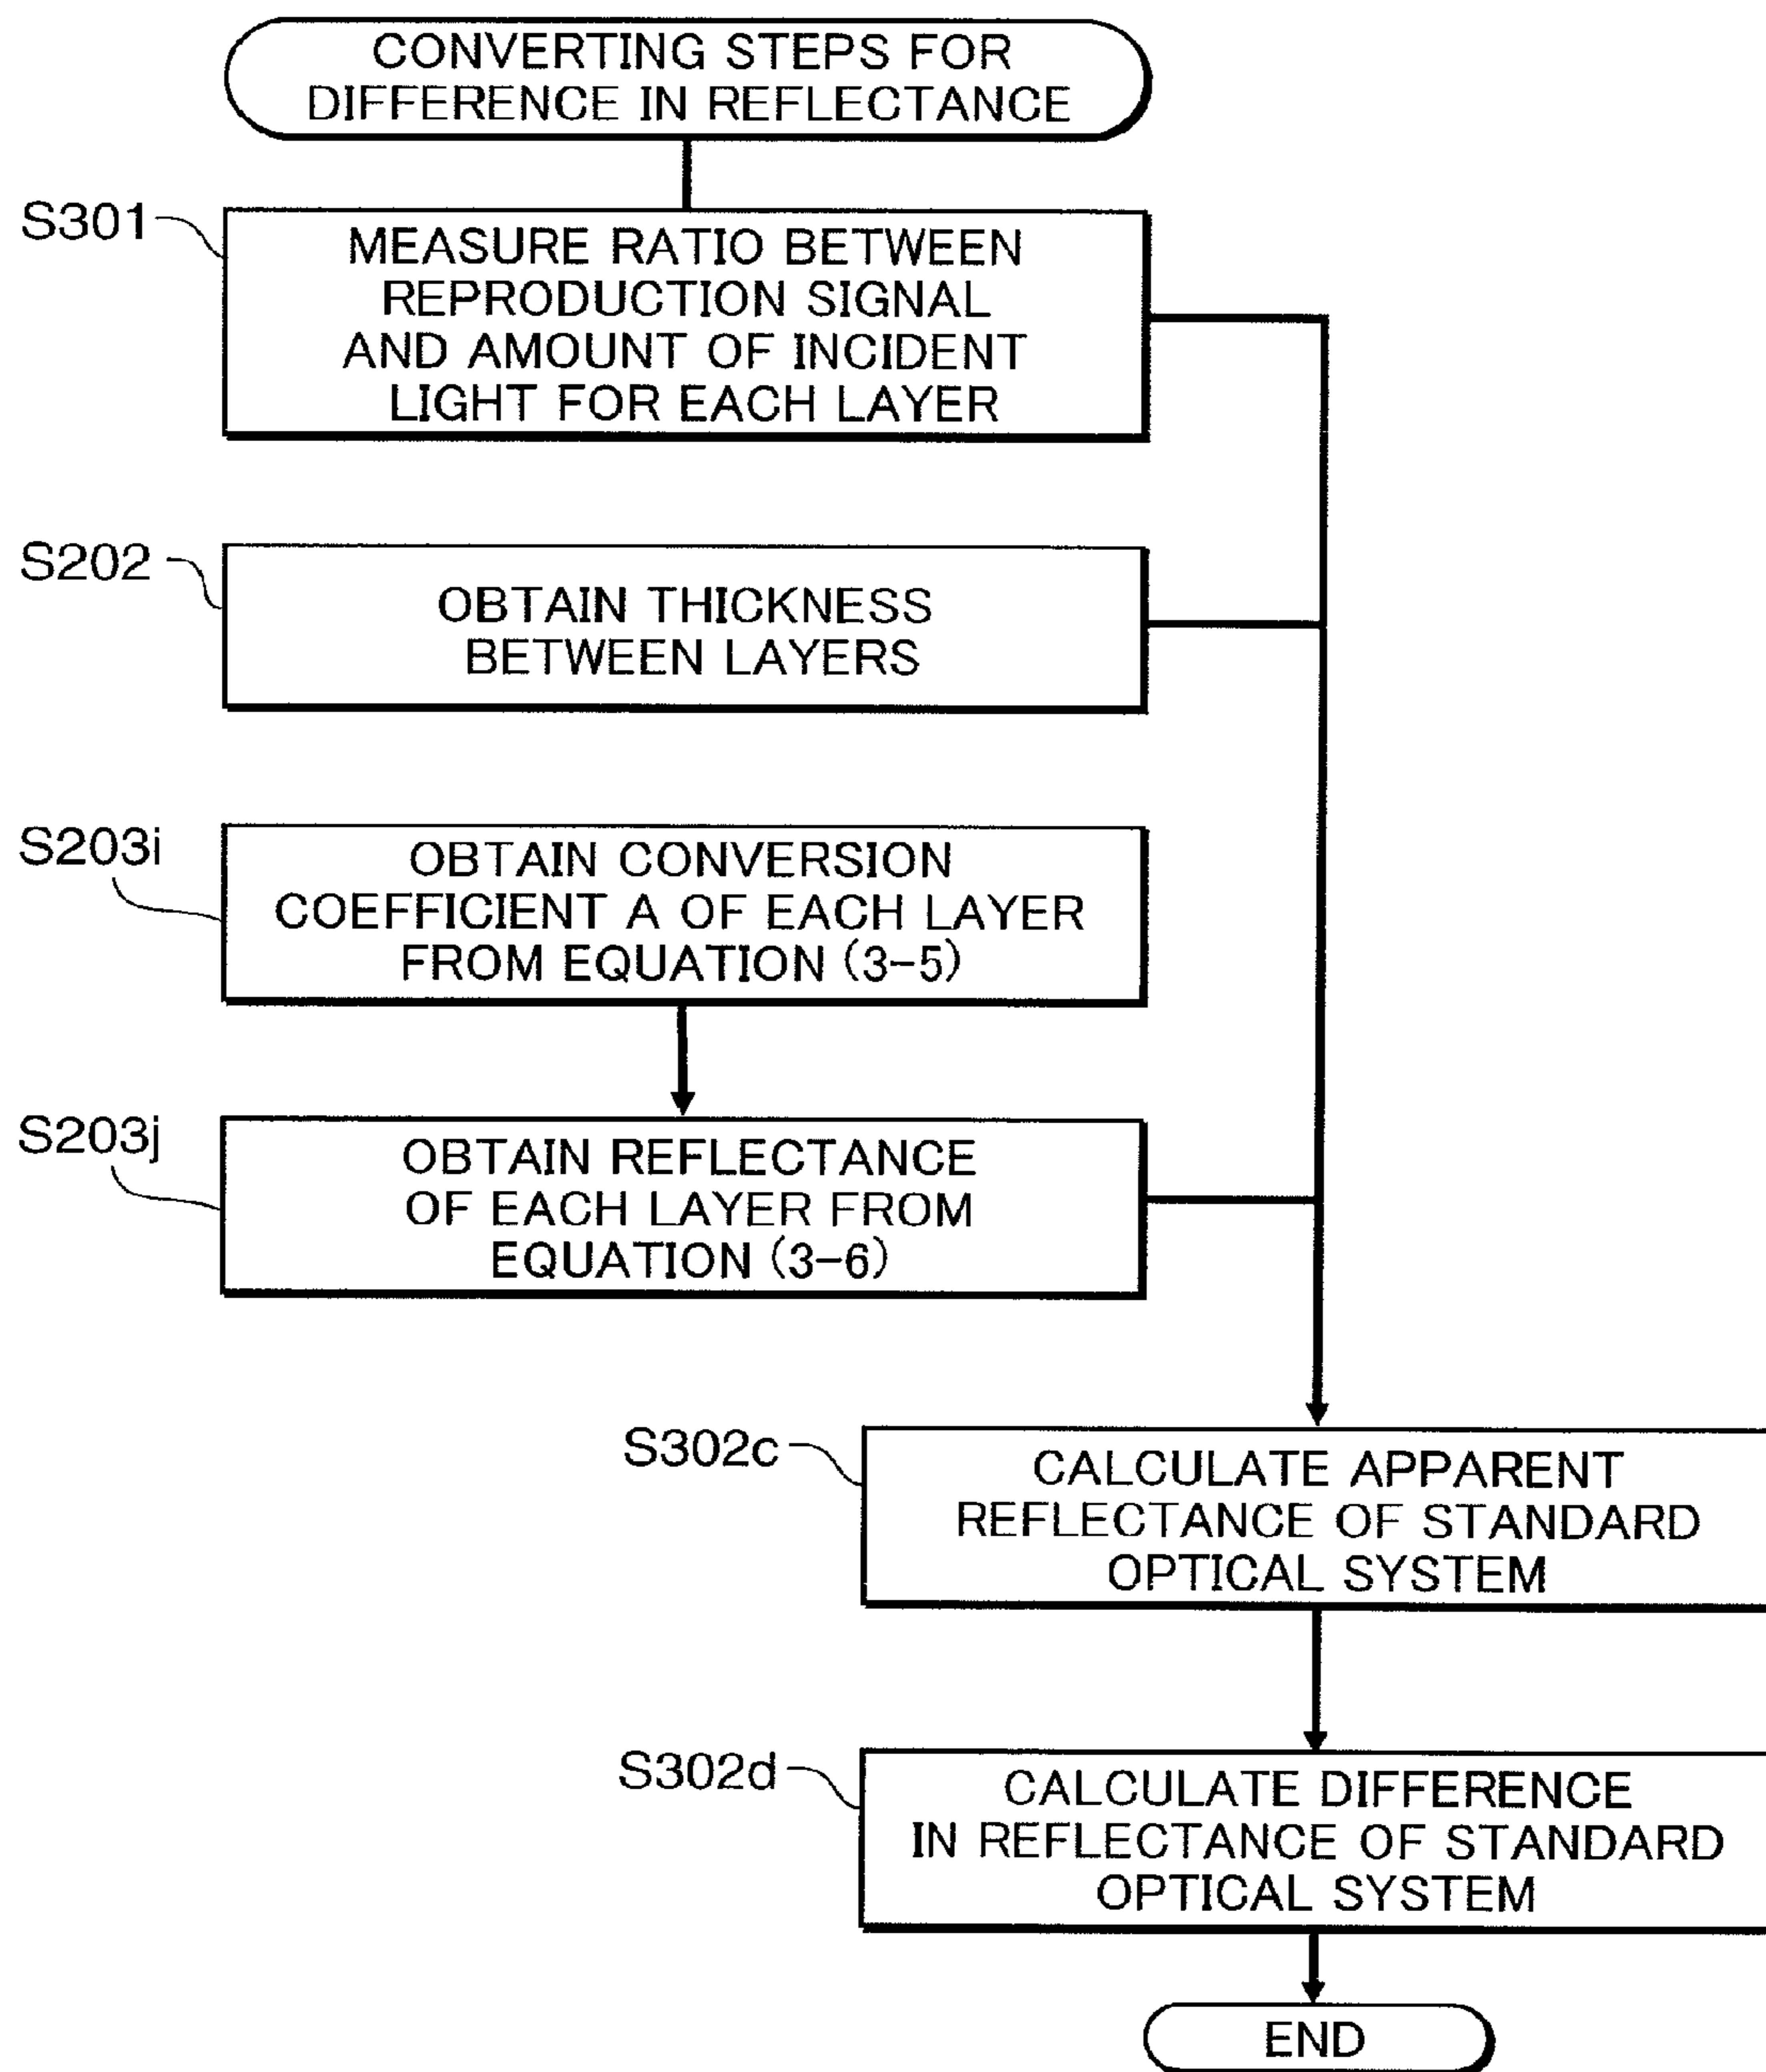 CONVERTING STEPS FOR
DIFFERENCE IN REFLECTANCE
S301
MEASURE RATIO BETWEEN
REPRODUCTION SIGNAL
AND AMOUNT OF INCIDENT
LIGHT FOR EACH LAYER
S202
OBTAIN THICKNESS
BETWEEN LAYERS
S203i
OBTAIN CONVERSION
COEFFICIENT A OF EACH LAYER
FROM EQUATION (3-5)
S203j
OBTAIN REFLECTANCE
OF EACH LAYER FROM
EQUATION (3-6)
S302c
CALCULATE APPARENT
REFLECTANCE OF STANDARD
OPTICAL SYSTEM
S302d
CALCULATE DIFFERENCE
IN REFLECTANCE OF STANDARD
OPTICAL SYSTEM
END